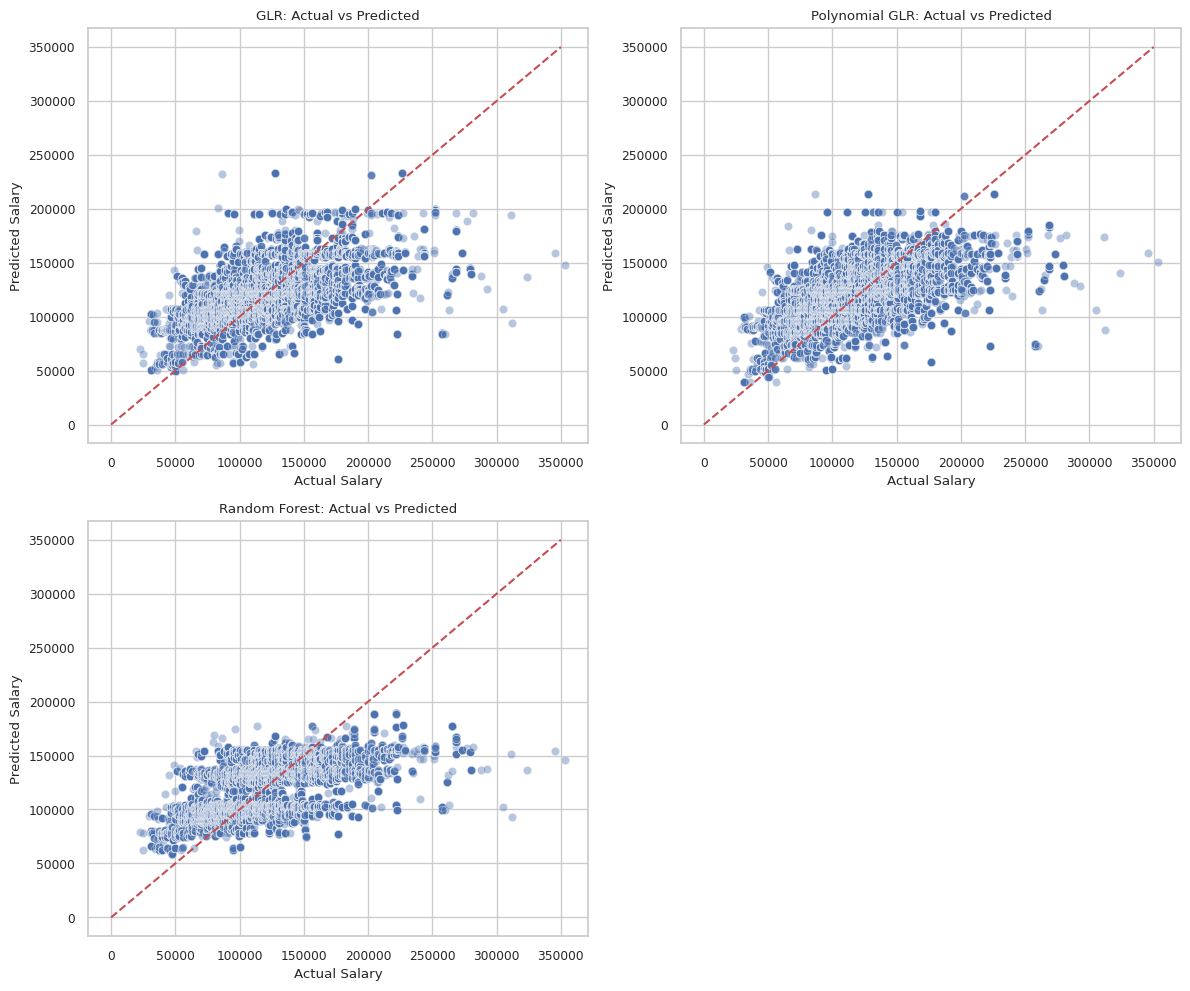 GLR: Actual vs Predicted
350000
300000
250000
200000
150000
100000
50000
0
Predicted Salary
0 50000 100000 150000 200000 250000 300000 350000
Actual Salary
Polynomial GLR: Actual vs Predicted
350000
300000
250000
200000
150000
100000
50000
0
Predicted Salary
0 50000 100000 150000 200000 250000 300000 350000
Actual Salary
Random Forest: Actual vs Predicted
350000
300000
250000
200000
150000
100000
50000
0
Predicted Salary
0 50000 100000 150000 200000 250000 300000 350000
Actual Salary